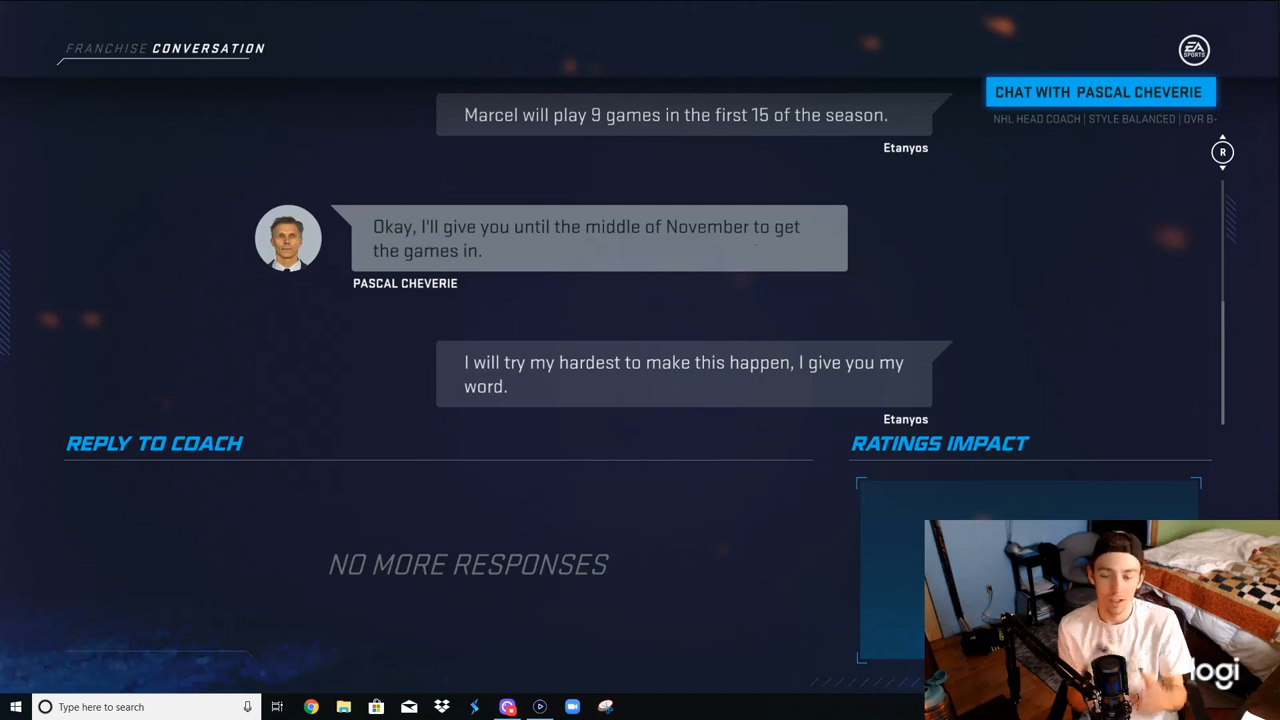 FRANCHISE CONVERSATION
EA
SPORTS
CHAT WITH PASCAL CHEVERIE
NHL HEAD COACH | STYLE BALANCED | OVR B-
Marcel will play 9 games in the first 15 of the season.
Etanyos
R
Okay, I'll give you until the middle of November to get
the games in.
PASCAL CHEVERIE
I will try my hardest to make this happen, I give you my
word.
Etanyos
REPLY TO COACH
RATINGS IMPACT
NO MORE RESPONSES
logi
Type here to search